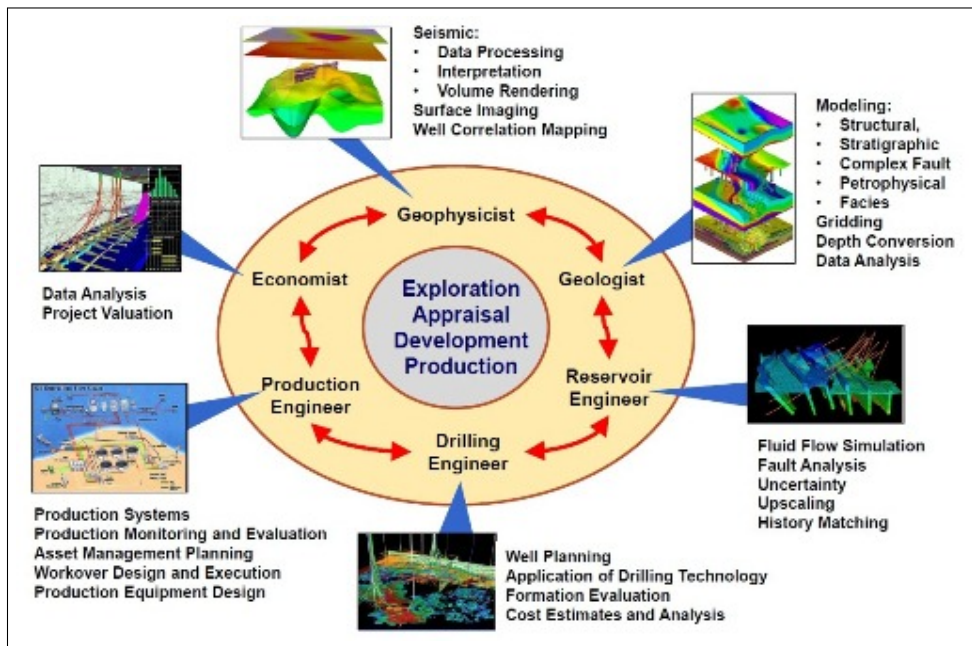 Seismic:
• Data Processing
• Interpretation
• Volume Rendering
Surface Imaging
Well Correlation Mapping
Modeling:
• Structural,
• Stratigraphic
• Complex Fault
• Petrophysical
• Facies
Gridding
Depth Conversion
Data Analysis
Geophysicist
Economist
Geologist
Exploration
Appraisal
Development
Production
Data Analysis
Project Valuation
Production
Engineer
Reservoir
Engineer
Drilling
Engineer
Fluid Flow Simulation
Fault Analysis
Uncertainty
Upscaling
History Matching
Production Systems
Production Monitoring and Evaluation
Asset Management Planning
Workover Design and Execution
Production Equipment Design
Well Planning
Application of Drilling Technology
Formation Evaluation
Cost Estimates and Analysis